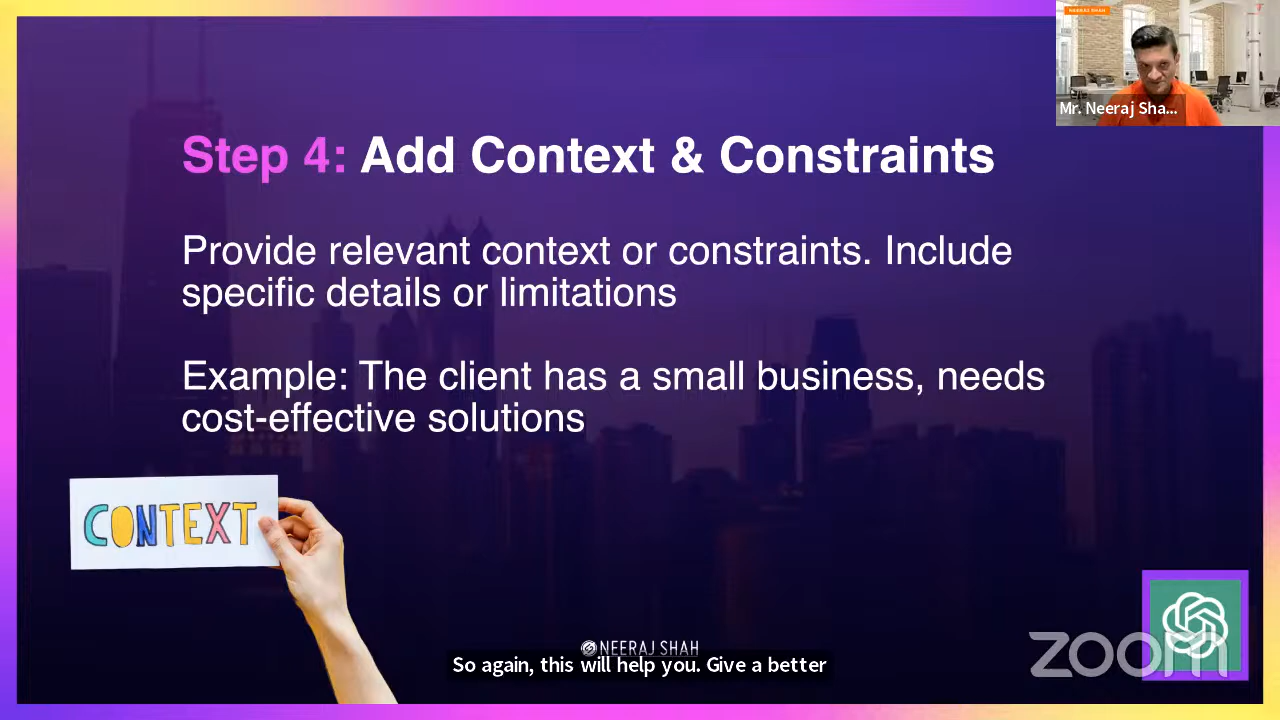 NEERAJ SHAH
Mr. Neeraj Sha...
Step 4: Add Context & Constraints
Provide relevant context or constraints. Include
specific details or limitations
Example: The client has a small business, needs
cost-effective solutions
CONTEXT
NEERAJ SHAH
So again, this will help you. Give a better
zoom